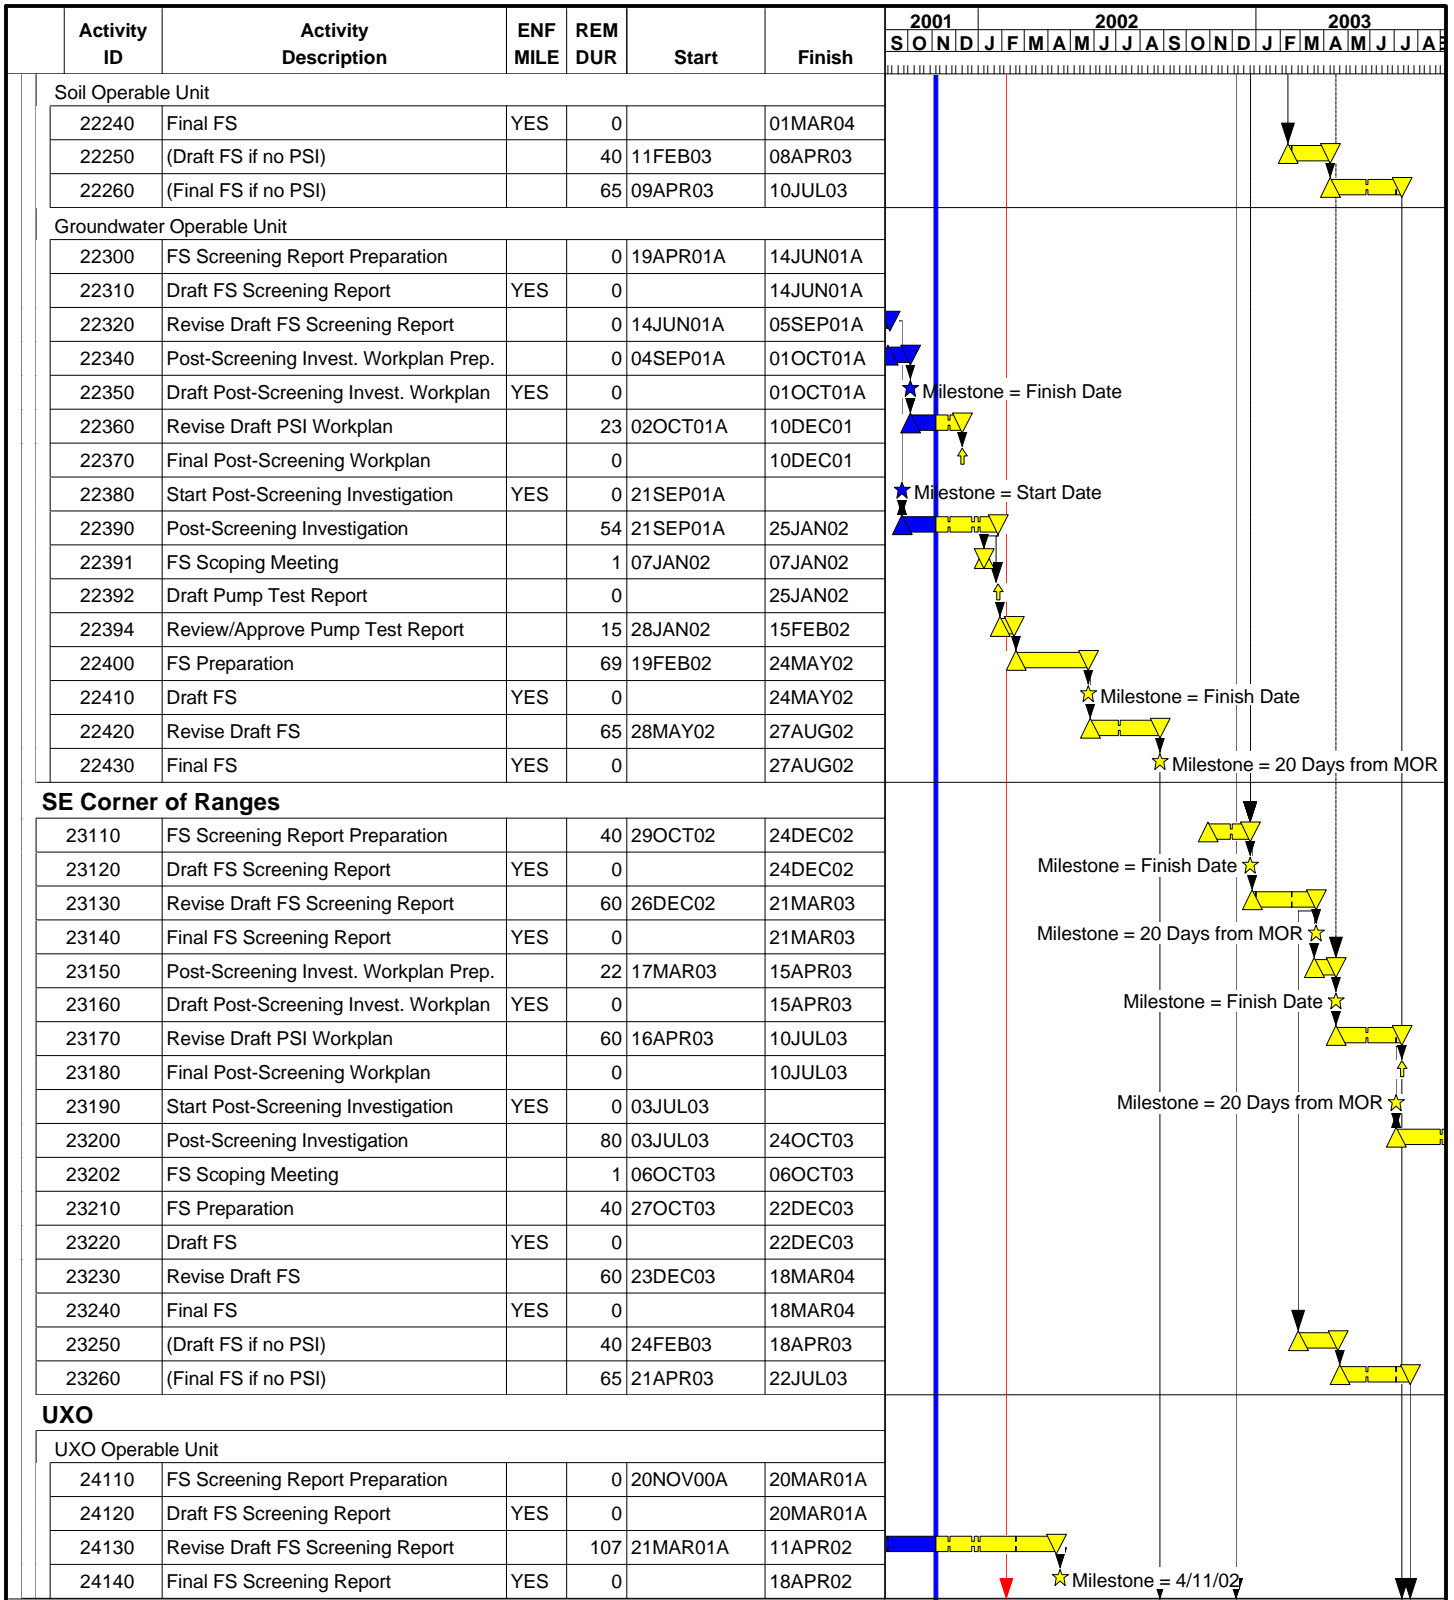 Activity Activity ENF REM 2001 2002 2003
ID Description MILE DUR Start Finish S O N D J F M A M J J A S O N D J F M A M J J A
Soil Operable Unit
22240 Final FS YES 0 01MAR04
22250 (Draft FS if no PSI) 40 11FEB03 08APR03
22260 (Final FS if no PSI) 65 09APR03 10JUL03
Groundwater Operable Unit
22300 FS Screening Report Preparation 0 19APR01A 14JUN01A
22310 Draft FS Screening Report YES 0 14JUN01A
22320 Revise Draft FS Screening Report 0 14JUN01A 05SEP01A
22340 Post-Screening Invest. Workplan Prep. 0 04SEP01A 01OCT01A
22350 Draft Post-Screening Invest. Workplan YES 0 01OCT01A Milestone = Finish Date
22360 Revise Draft PSI Workplan 23 02OCT01A 10DEC01
22370 Final Post-Screening Workplan 0 10DEC01
22380 Start Post-Screening Investigation YES 0 21SEP01A Milestone = Start Date
22390 Post-Screening Investigation 54 21SEP01A 25JAN02
22391 FS Scoping Meeting 1 07JAN02 07JAN02
22392 Draft Pump Test Report 0 25JAN02
22394 Review/Approve Pump Test Report 15 28JAN02 15FEB02
22400 FS Preparation 69 19FEB02 24MAY02
22410 Draft FS YES 0 24MAY02 Milestone = Finish Date
22420 Revise Draft FS 65 28MAY02 27AUG02
22430 Final FS YES 0 27AUG02 Milestone = 20 Days from MOR
SE Corner of Ranges
23110 FS Screening Report Preparation 40 29OCT02 24DEC02
23120 Draft FS Screening Report YES 0 24DEC02 Milestone = Finish Date
23130 Revise Draft FS Screening Report 60 26DEC02 21MAR03
23140 Final FS Screening Report YES 0 21MAR03 Milestone = 20 Days from MOR
23150 Post-Screening Invest. Workplan Prep. 22 17MAR03 15APR03
23160 Draft Post-Screening Invest. Workplan YES 0 15APR03 Milestone = Finish Date
23170 Revise Draft PSI Workplan 60 16APR03 10JUL03
23180 Final Post-Screening Workplan 0 10JUL03
23190 Start Post-Screening Investigation YES 0 03JUL03 Milestone = 20 Days from MOR
23200 Post-Screening Investigation 80 03JUL03 24OCT03
23202 FS Scoping Meeting 1 06OCT03 06OCT03
23210 FS Preparation 40 27OCT03 22DEC03
23220 Draft FS YES 0 22DEC03
23230 Revise Draft FS 60 23DEC03 18MAR04
23240 Final FS YES 0 18MAR04
23250 (Draft FS if no PSI) 40 24FEB03 18APR03
23260 (Final FS if no PSI) 65 21APR03 22JUL03
UXO
UXO Operable Unit
24110 FS Screening Report Preparation 0 20NOV00A 20MAR01A
24120 Draft FS Screening Report YES 0 20MAR01A
24130 Revise Draft FS Screening Report 107 21MAR01A 11APR02
24140 Final FS Screening Report YES 0 18APR02 Milestone = 4/11/02